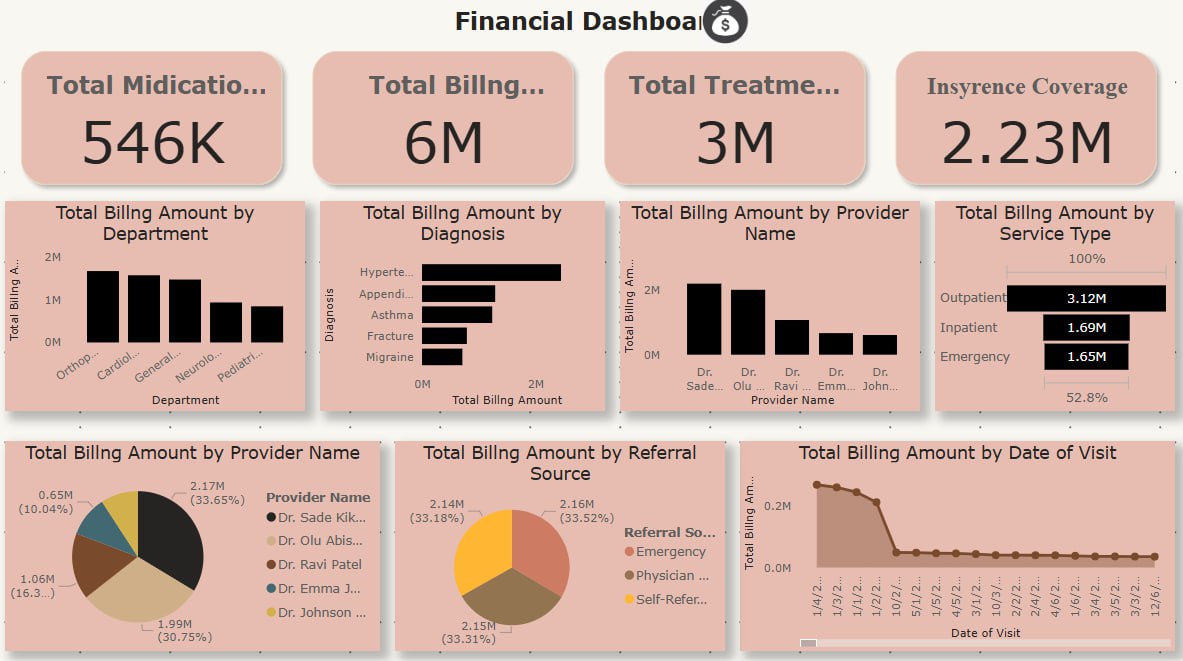 Financial Dashboar
Total Midicatio...
546K
Total Billng...
6M
Total Treatme...
3M
Insyrence Coverage
2.23M
Total Billng Amount by
Department
Total Billng A...
2M
1M
0M
Orthop...
Cardiol...
General...
Neurolo...
Pediatri...
Department
Total Billng Amount by
Diagnosis
Diagnosis
Hyperte...
Appendi...
Asthma
Fracture
Migraine
0M
2M
Total Billng Amount
Total Billng Amount by Provider
Name
Total Billng Am...
2M
0M
Dr.
Sade...
Dr.
Olu ...
Dr.
Ravi ...
Dr.
Emm...
Dr.
John...
Provider Name
Total Billng Amount by
Service Type
100%
Outpatient
3.12M
Inpatient
1.69M
Emergency
1.65M
52.8%
Total Billng Amount by Provider Name
2.17M
(33.65%)
0.65M
(10.04%)
1.06M
(16.3...)
1.99M
(30.75%)
Provider Name
Dr. Sade Kik...
Dr. Olu Abis...
Dr. Ravi Patel
Dr. Emma J...
Dr. Johnson ...
Total Billng Amount by Referral
Source
2.14M
(33.18%)
2.16M
(33.52%)
2.15M
(33.31%)
Referral So...
Emergency
Physician ...
Self-Refer...
Total Billing Amount by Date of Visit
Total Billng Am...
0.2M
0.0M
1/4/2...
1/3/2...
1/1/2...
1/2/2...
10/2/...
5/1/2...
1/5/2...
4/5/2...
3/1/2...
10/3/...
2/2/2...
2/4/2...
4/6/2...
1/6/2...
3/4/2...
3/5/2...
3/3/2...
12/6/...
Date of Visit